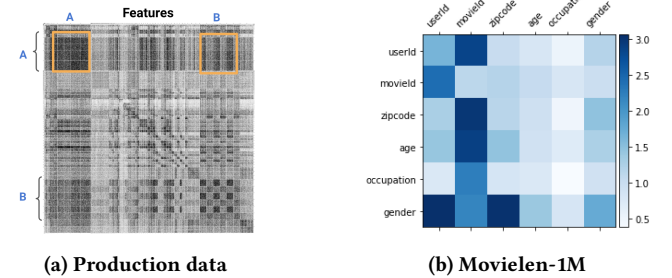 Features
A
B
A
B
(a) Production data
userId
movieId
zipcode
age
occupation
gender
userId
movieId
zipcode
age
occupation
gender
3.0
2.5
2.0
1.5
1.0
0.5
(b) Movielen-1M